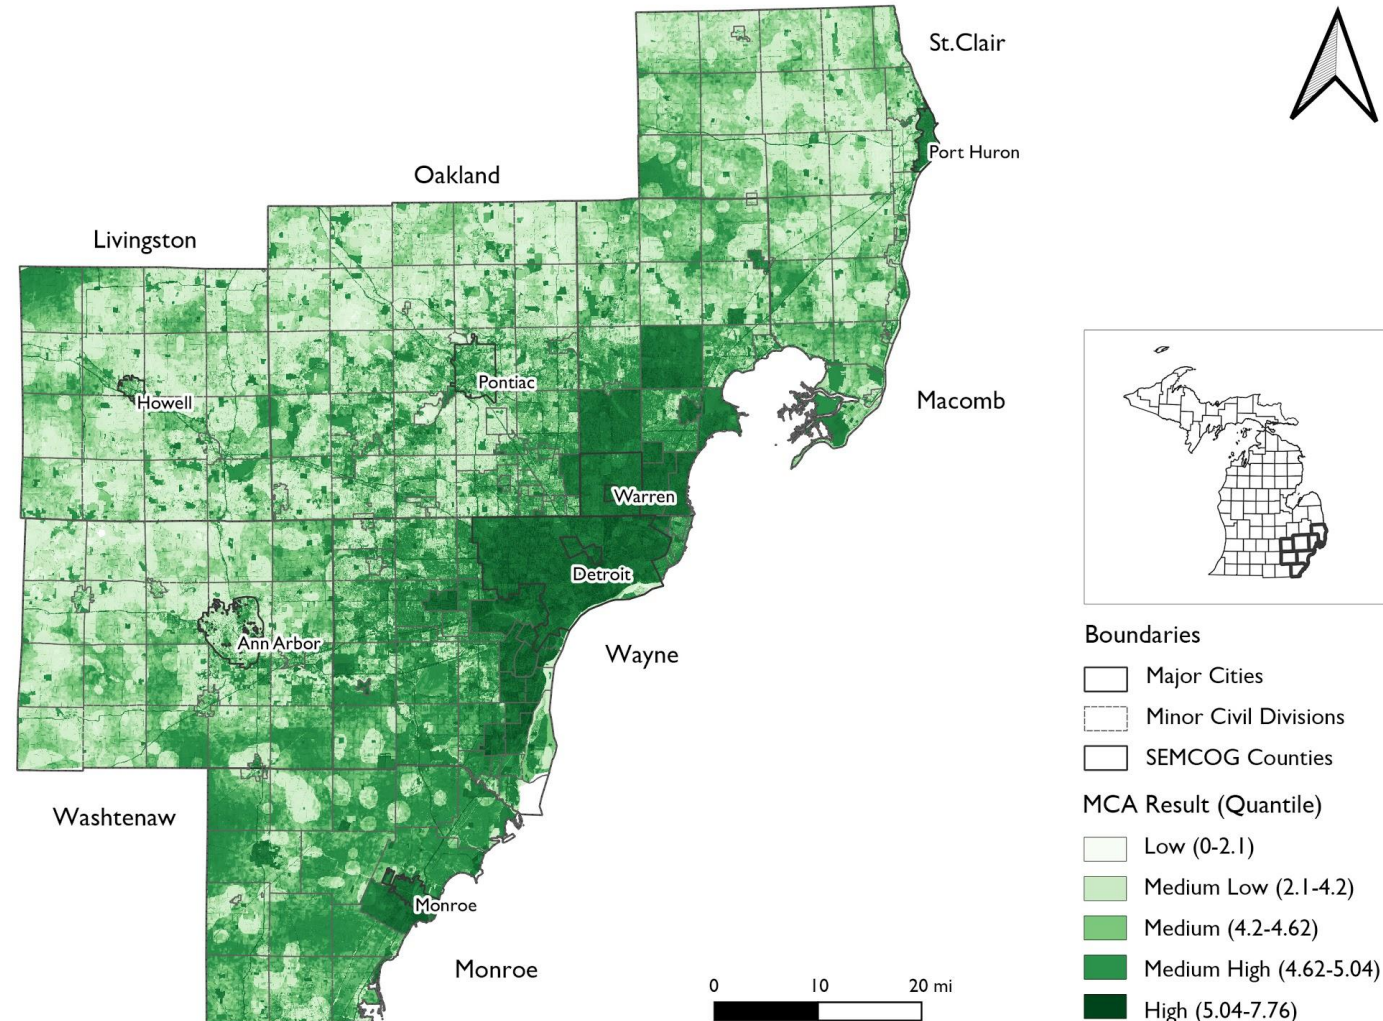 St.Clair
Port Huron
Oakland
Livingston
Pontiac
Howell
Macomb
Warren
Detroit
Ann Arbor
Wayne
Washtenaw
Monroe
Monroe
0 10 20 mi
Boundaries
Major Cities
Minor Civil Divisions
SEMCOG Counties
MCA Result (Quantile)
Low (0-2.1)
Medium Low (2.1-4.2)
Medium (4.2-4.62)
Medium High (4.62-5.04)
High (5.04-7.76)